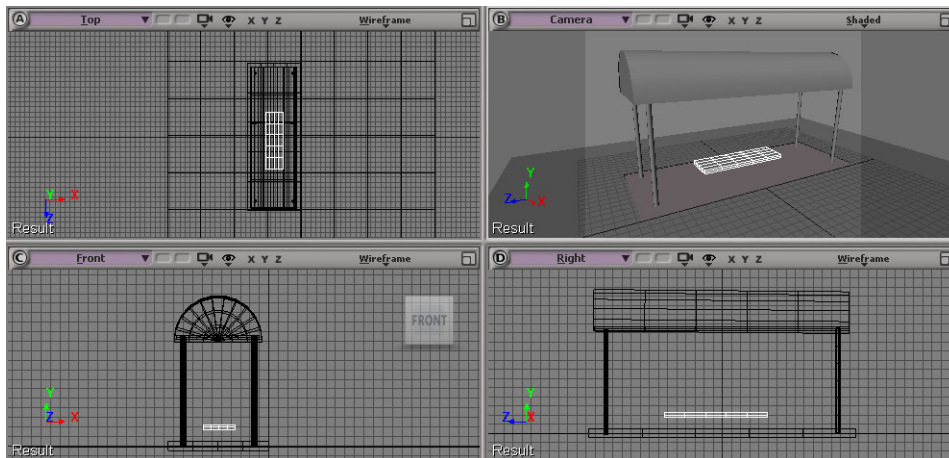 A Top X Y Z Wireframe
Y X
Z
Result
B Camera X Y Z Shaded
Y
Z X
Result
C Front X Y Z Wireframe
FRONT
Y
Z X
Result
D Right X Y Z Wireframe
Y
Z X
Result